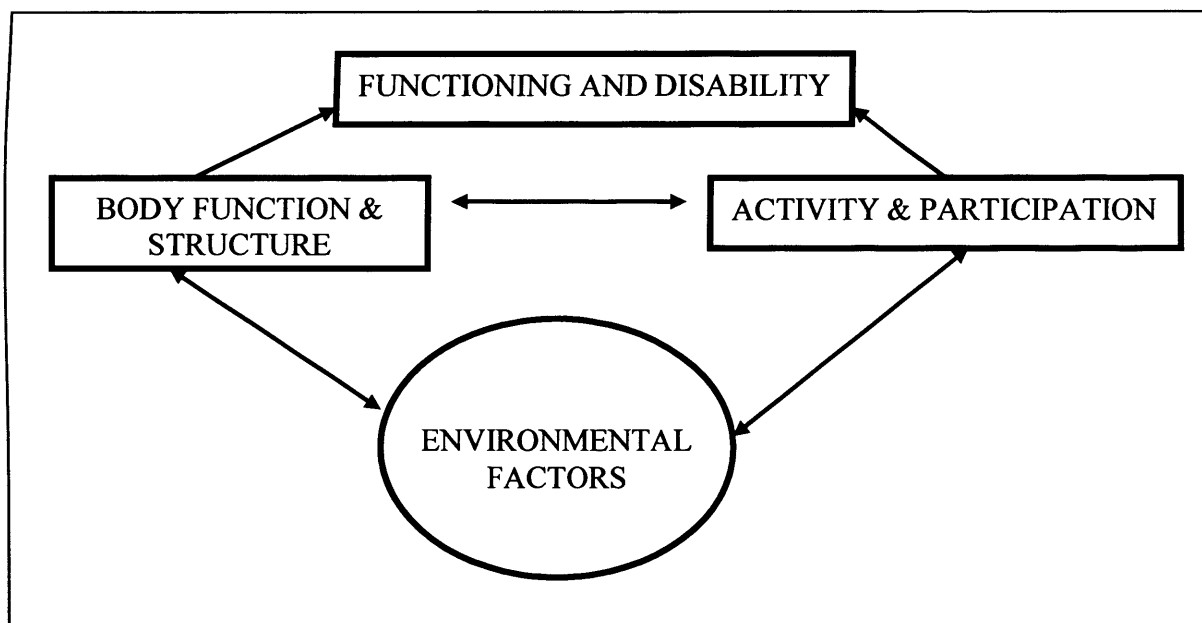 FUNCTIONING AND DISABILITY
BODY FUNCTION &
STRUCTURE
ACTIVITY & PARTICIPATION
ENVIRONMENTAL
FACTORS